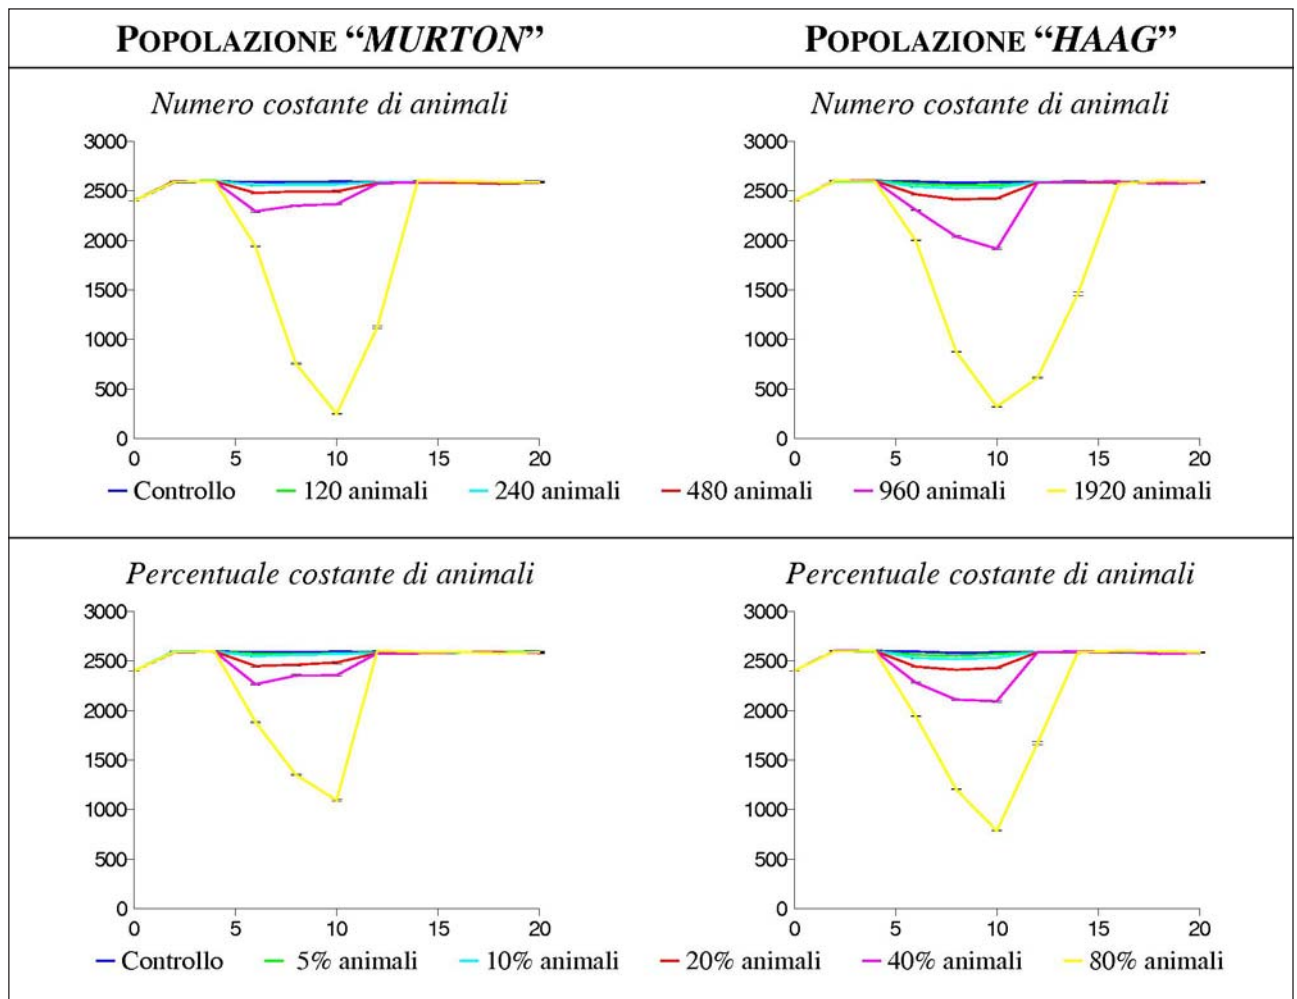 POPOLAZIONE “MURTON” POPOLAZIONE “HAAG”
Numero costante di animali Numero costante di animali
3000 3000
2500 2500
2000 2000
1500 1500
1000 1000
500 500
0 0
0 5 10 15 20 0 5 10 15 20
Controllo 120 animali 240 animali 480 animali 960 animali 1920 animali
Percentuale costante di animali Percentuale costante di animali
3000 3000
2500 2500
2000 2000
1500 1500
1000 1000
500 500
0 0
0 5 10 15 20 0 5 10 15 20
Controllo 5% animali 10% animali 20% animali 40% animali 80% animali